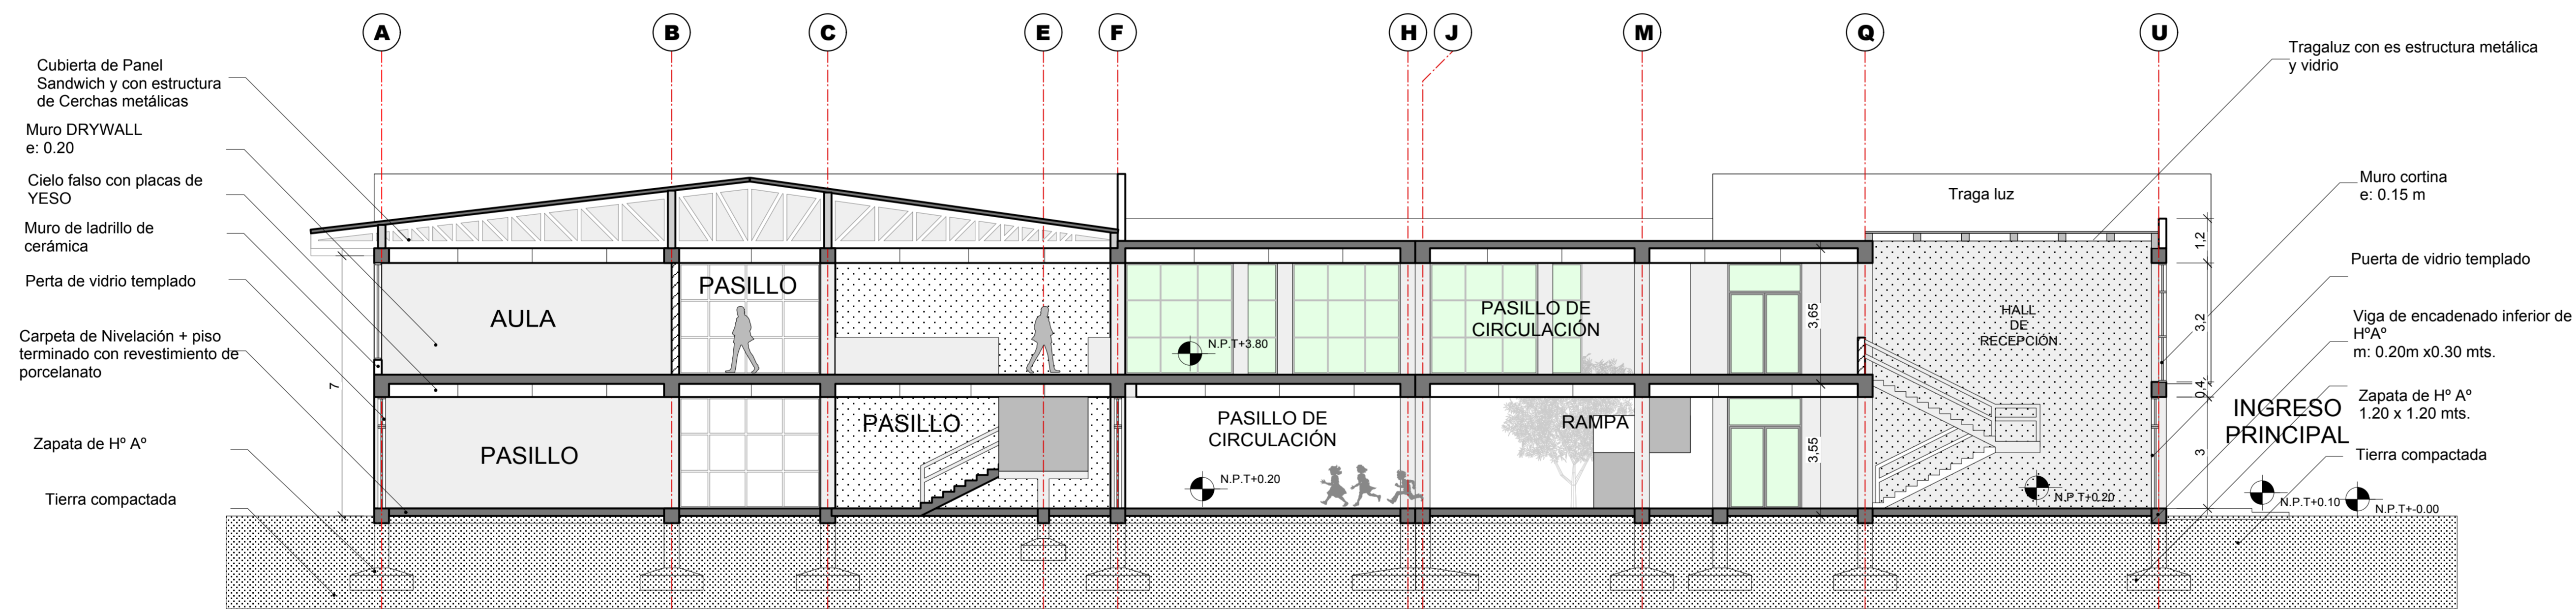 A
B
C
E
F
H
J
M
Q
U
Cubierta de Panel
Sandwich y con estructura
de Cerchas metálicas
Muro DRYWALL
e: 0.20
Cielo falso con placas de
YESO
Muro de ladrillo de
cerámica
Perta de vidrio templado
Carpeta de Nivelación + piso
terminado con revestimiento de
porcelanato
Zapata de Hº Aº
Tierra compactada
7
AULA
PASILLO
PASILLO
PASILLO
N.P.T+3.80
PASILLO DE
CIRCULACIÓN
PASILLO DE
CIRCULACIÓN
N.P.T+0.20
RAMPA
3,65
3,55
Traga luz
HALL
DE
RECEPCIÓN
N.P.T+0.20
1,2
3,2
0,4
3
INGRESO
PRINCIPAL
N.P.T+0.10
N.P.T+-0.00
Tragaluz con es estructura metálica
y vidrio
Muro cortina
e: 0.15 m
Puerta de vidrio templado
Viga de encadenado inferior de
HºAº
m: 0.20m x0.30 mts.
Zapata de Hº Aº
1.20 x 1.20 mts.
Tierra compactada